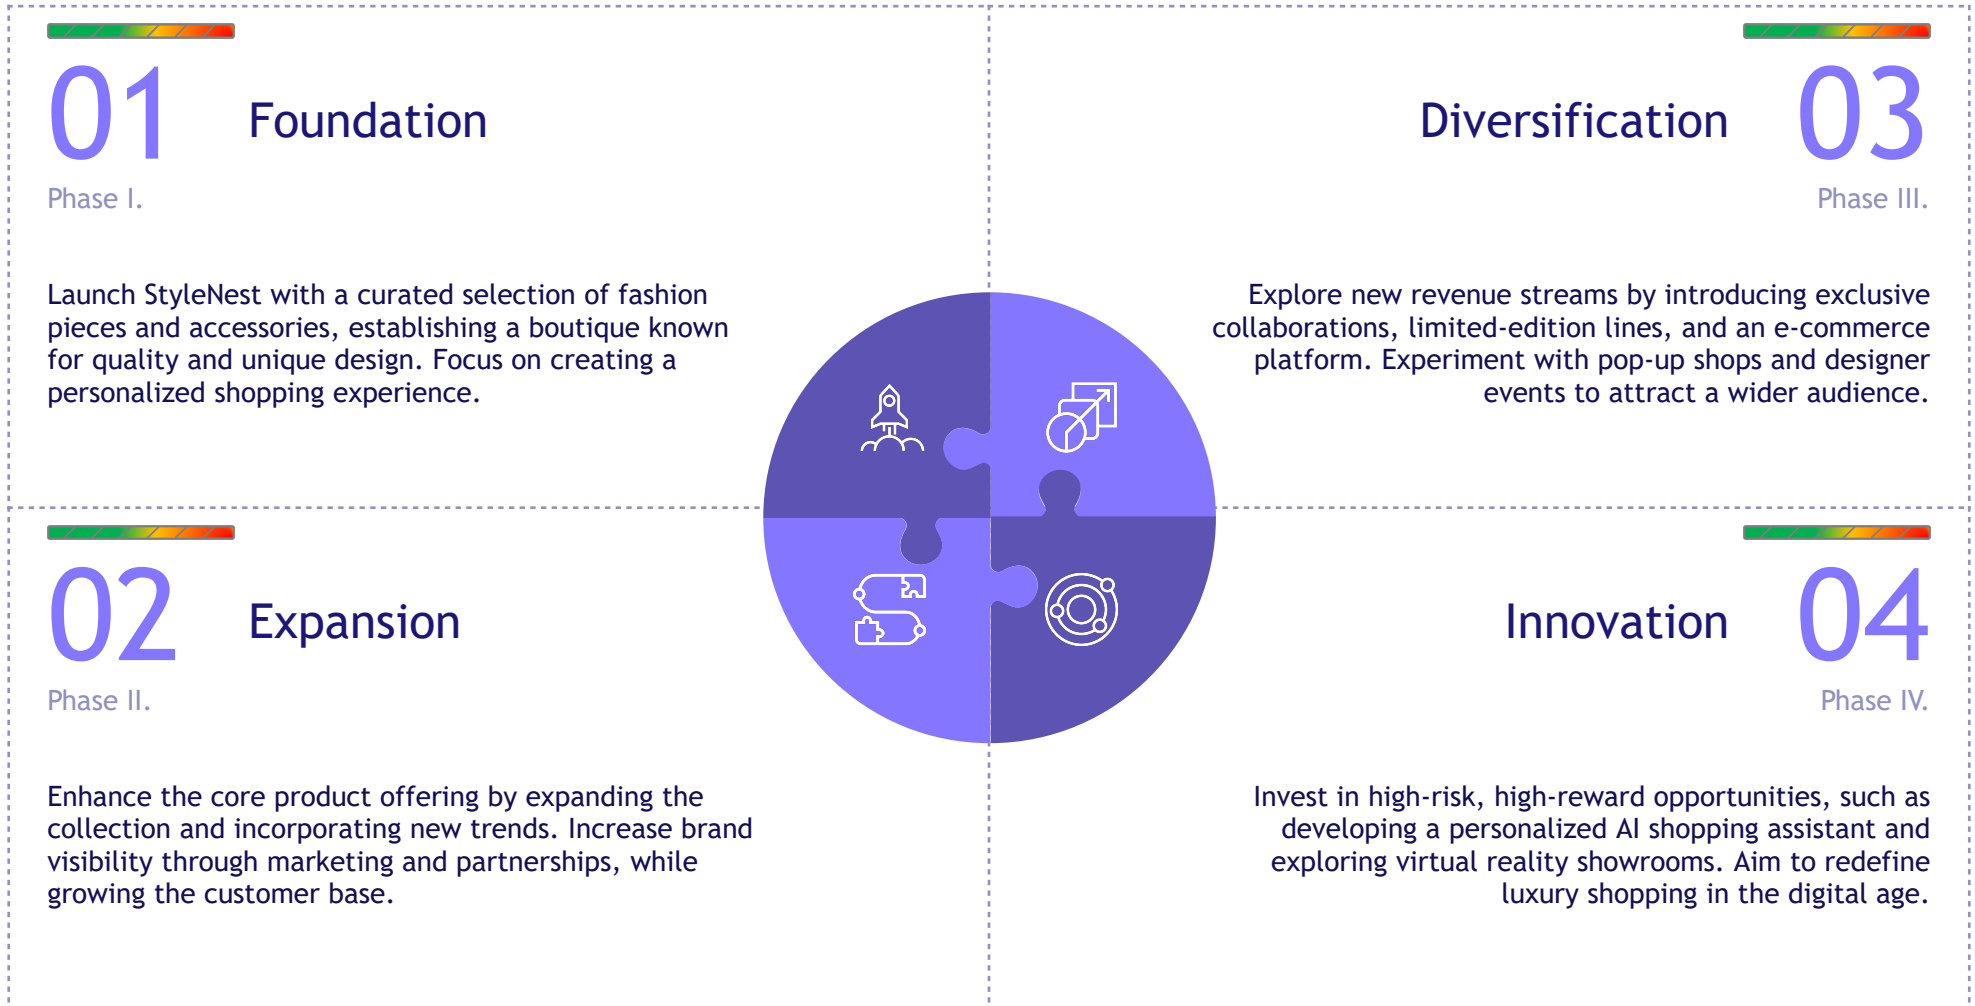 01
Foundation
Phase I.
Launch StyleNest with a curated selection of fashion
pieces and accessories, establishing a boutique known
for quality and unique design. Focus on creating a
personalized shopping experience.
02
Expansion
Phase II.
Enhance the core product offering by expanding the
collection and incorporating new trends. Increase brand
visibility through marketing and partnerships, while
growing the customer base.
Diversification
03
Phase III.
Explore new revenue streams by introducing exclusive
collaborations, limited-edition lines, and an e-commerce
platform. Experiment with pop-up shops and designer
events to attract a wider audience.
Innovation
04
Phase IV.
Invest in high-risk, high-reward opportunities, such as
developing a personalized AI shopping assistant and
exploring virtual reality showrooms. Aim to redefine
luxury shopping in the digital age.